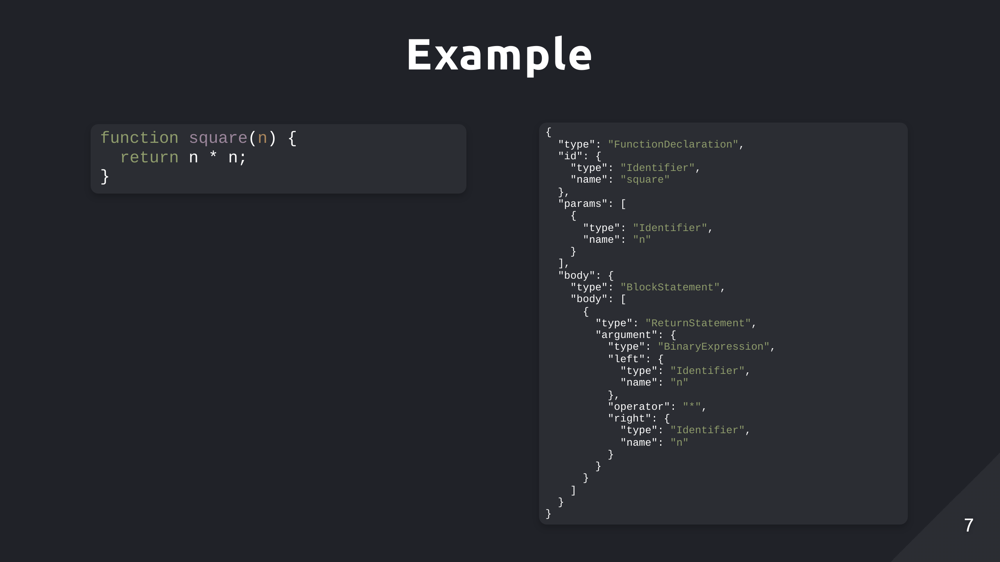 Example
function square(n) {
  return n * n;
}
{
  "type": "FunctionDeclaration",
  "id": {
    "type": "Identifier",
    "name": "square"
  },
  "params": [
    {
      "type": "Identifier",
      "name": "n"
    }
  ],
  "body": {
    "type": "BlockStatement",
    "body": [
      {
        "type": "ReturnStatement",
        "argument": {
          "type": "BinaryExpression",
          "left": {
            "type": "Identifier",
            "name": "n"
          },
          "operator": "*",
          "right": {
            "type": "Identifier",
            "name": "n"
          }
        }
      }
    ]
  }
}
7